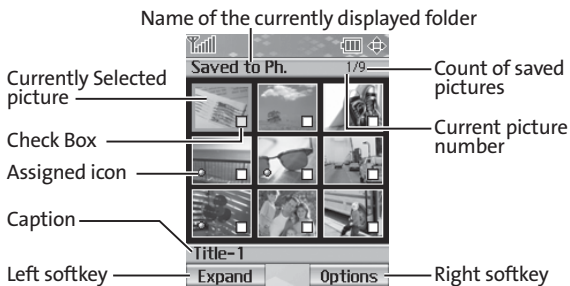 Name of the currently displayed folder
Saved to Ph. 1/9
Currently Selected
picture
Count of saved
pictures
Check Box
Current picture
number
Assigned icon
Caption
Title-1
Left softkey
Expand Options
Right softkey